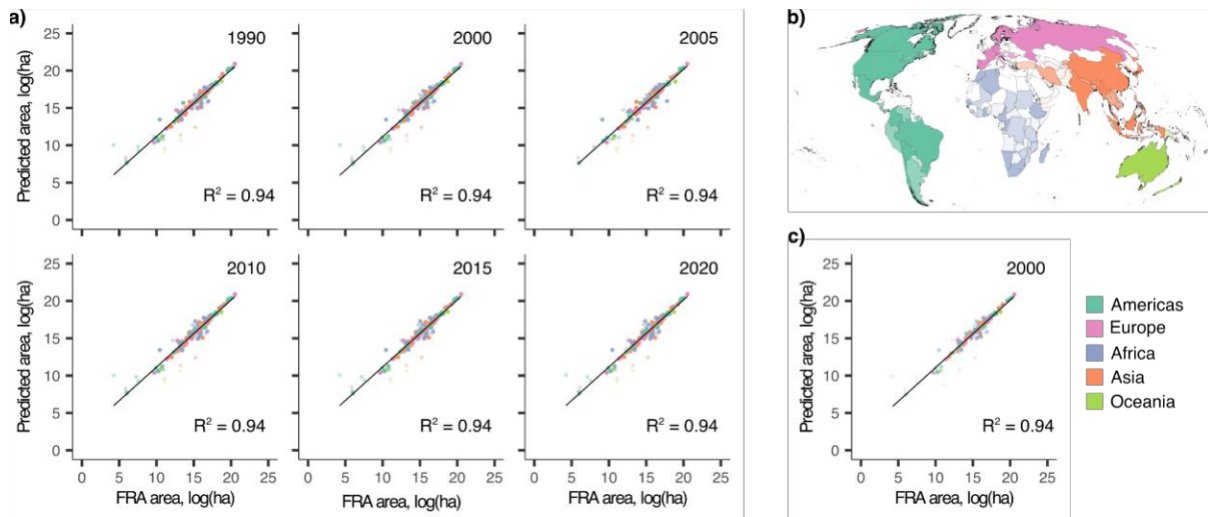 a)
Predicted area, log(ha)
25
20
15
10
5
0
1990
R² = 0.94
2000
R² = 0.94
2005
R² = 0.94
Predicted area, log(ha)
25
20
15
10
5
0
2010
R² = 0.94
2015
R² = 0.94
2020
R² = 0.94
0 5 10 15 20 25
0 5 10 15 20 25
0 5 10 15 20 25
FRA area, log(ha)
FRA area, log(ha)
FRA area, log(ha)
b)
c)
Predicted area, log(ha)
25
20
15
10
5
0
2000
R² = 0.94
0 5 10 15 20 25
FRA area, log(ha)
Americas
Europe
Africa
Asia
Oceania